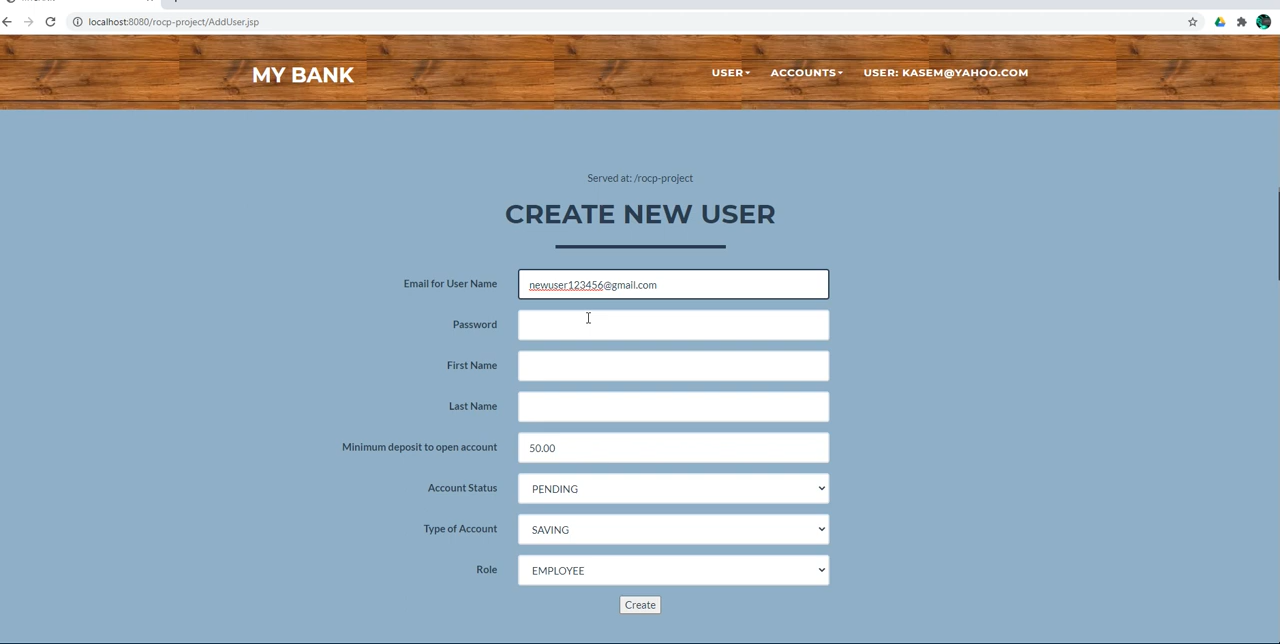 localhost:8080/rocp-project/AddUser.jsp
MY BANK
USER ACCOUNTS USER: KASEM@YAHOO.COM
Served at: /rocp-project
CREATE NEW USER
Email for User Name newuser123456@gmail.com
Password
First Name
Last Name
Minimum deposit to open account 50.00
Account Status PENDING
Type of Account SAVING
Role EMPLOYEE
Create